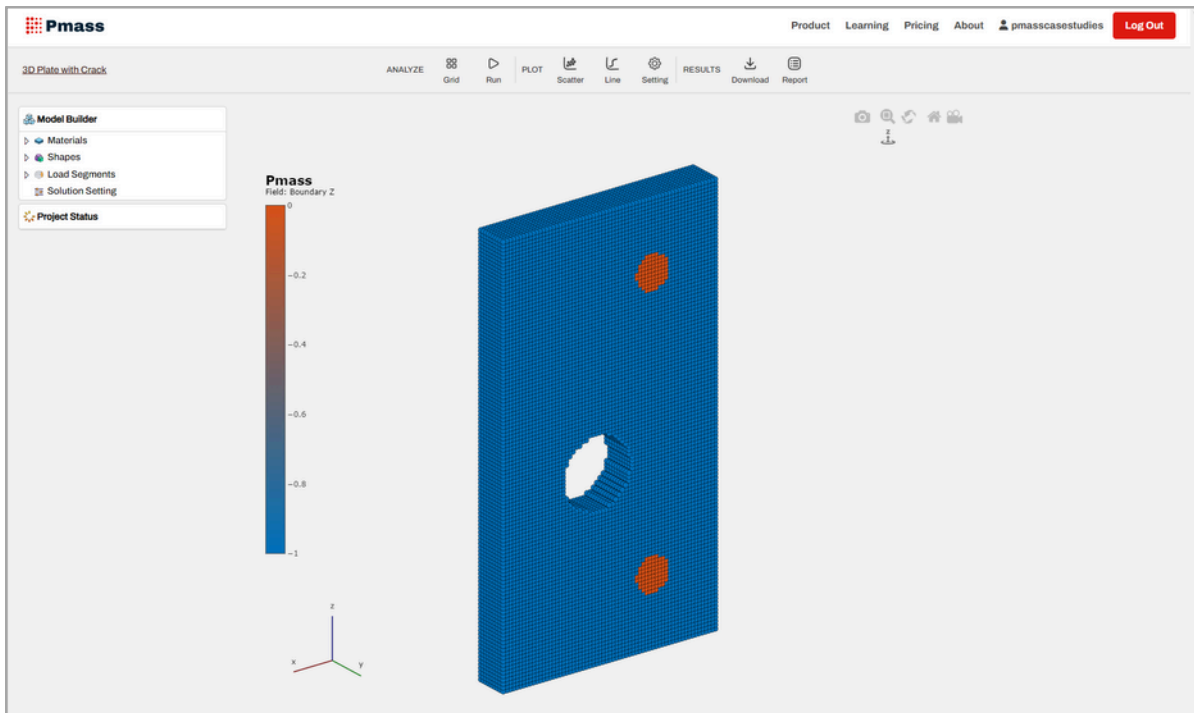 Pmass
Product Learning Pricing About pmasscasestudies Log Out
3D Plate with Crack
ANALYZE Grid Run PLOT Scatter Line Setting RESULTS Download Report
Model Builder
Materials
Shapes
Load Segments
Solution Setting
Project Status
z
Pmass
Field: Boundary Z
0
−0.2
−0.4
−0.6
−0.8
−1
z
x
y